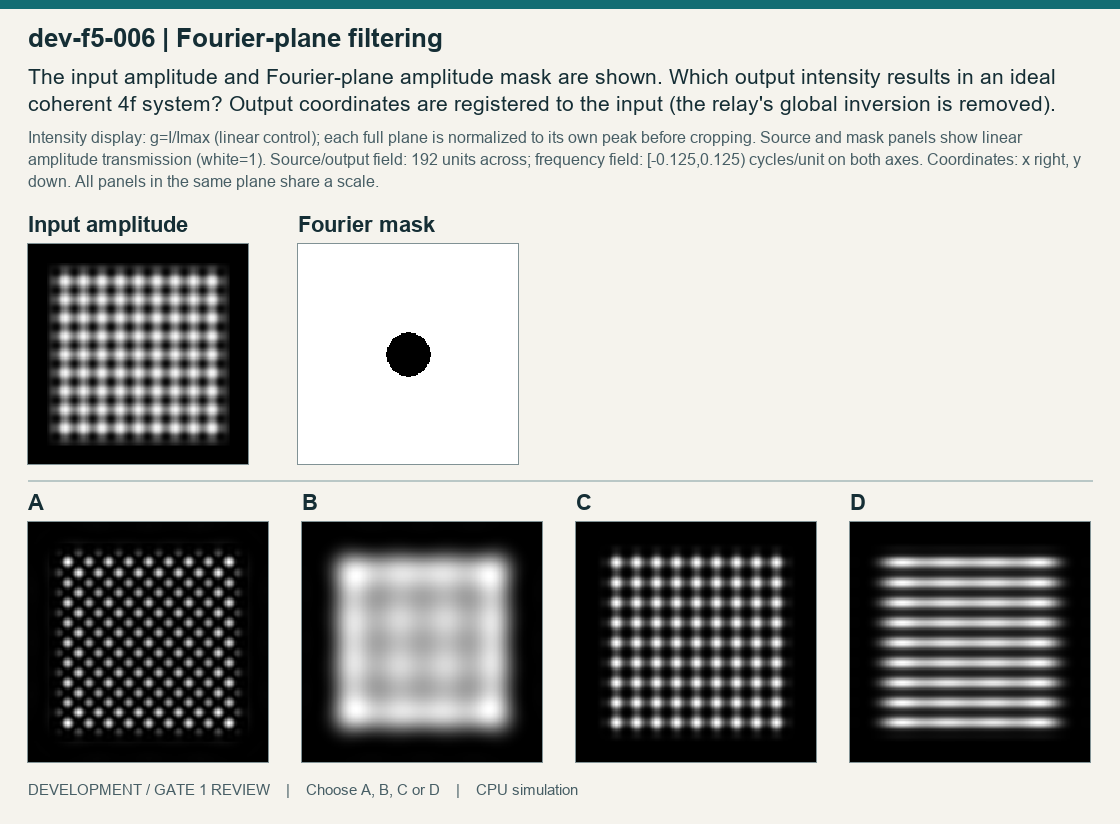 dev-f5-006 | Fourier-plane filtering
The input amplitude and Fourier-plane amplitude mask are shown. Which output intensity results in an ideal
coherent 4f system? Output coordinates are registered to the input (the relay's global inversion is removed).
Intensity display: g=I/Imax (linear control); each full plane is normalized to its own peak before cropping. Source and mask panels show linear
amplitude transmission (white=1). Source/output field: 192 units across; frequency field: [-0.125,0.125) cycles/unit on both axes. Coordinates: x right, y
down. All panels in the same plane share a scale.
Input amplitude
Fourier mask
A
B
C
D
DEVELOPMENT / GATE 1 REVIEW | Choose A, B, C or D | CPU simulation